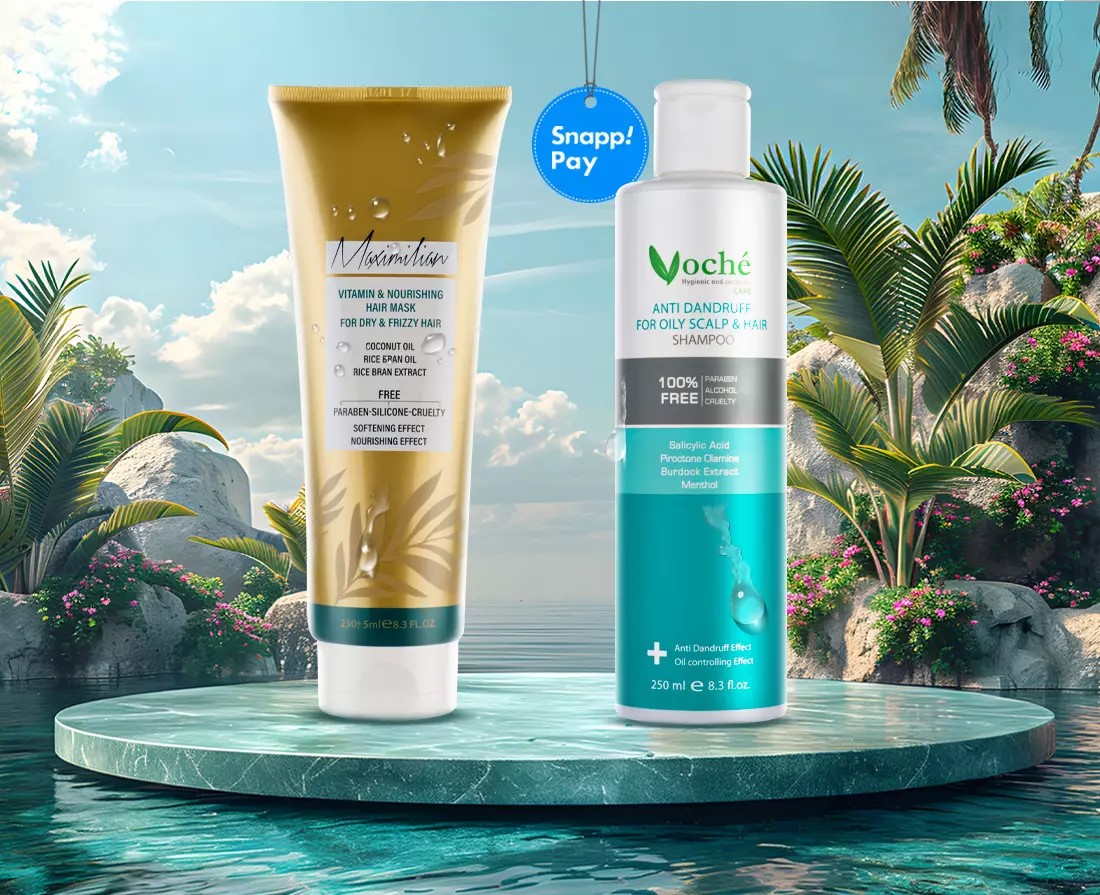 Snapp!
Pay
Maximilian
VITAMIN & NOURISHING
HAIR MASK
FOR DRY & FRIZZY HAIR
COCONUT OIL
RICE BRAN OIL
RICE BRAN EXTRACT
FREE
PARABEN-SILICONE-CRUELTY
SOFTENING EFFECT
NOURISHING EFFECT
250± 5ml e 8.3 FL.OZ.
Voché
Hygienic and
CARE
ANTI DANDRUFF
FOR OILY SCALP & HAIR
SHAMPOO
100%
FREE
PARABEN
ALCOHOL
CRUELTY
Salicylic Acid
Piroctone Olamine
Burdock Extract
Menthol
Anti Dandruff Effect
Oil controlling Effect
250 ml e 8.3 fl.oz.